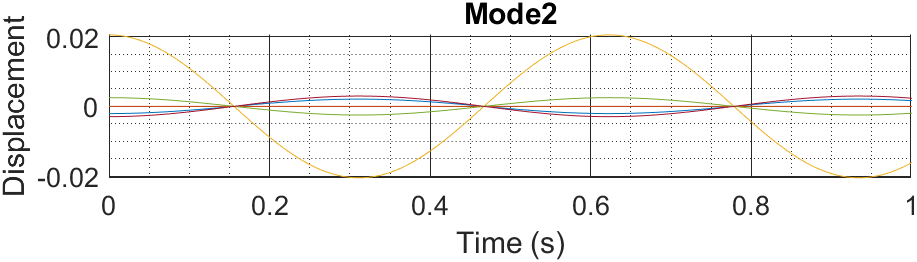 Mode2
Displacement
0.02
0
-0.02
0 0.2 0.4 0.6 0.8 1
Time (s)